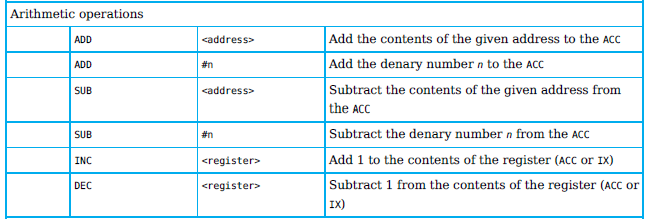 Arithmetic operations
ADD <address> Add the contents of the given address to the ACC
ADD #n Add the denary number n to the ACC
SUB <address> Subtract the contents of the given address from
the ACC
SUB #n Subtract the denary number n from the ACC
INC <register> Add 1 to the contents of the register (ACC or IX)
DEC <register> Subtract 1 from the contents of the register (ACC or
IX)